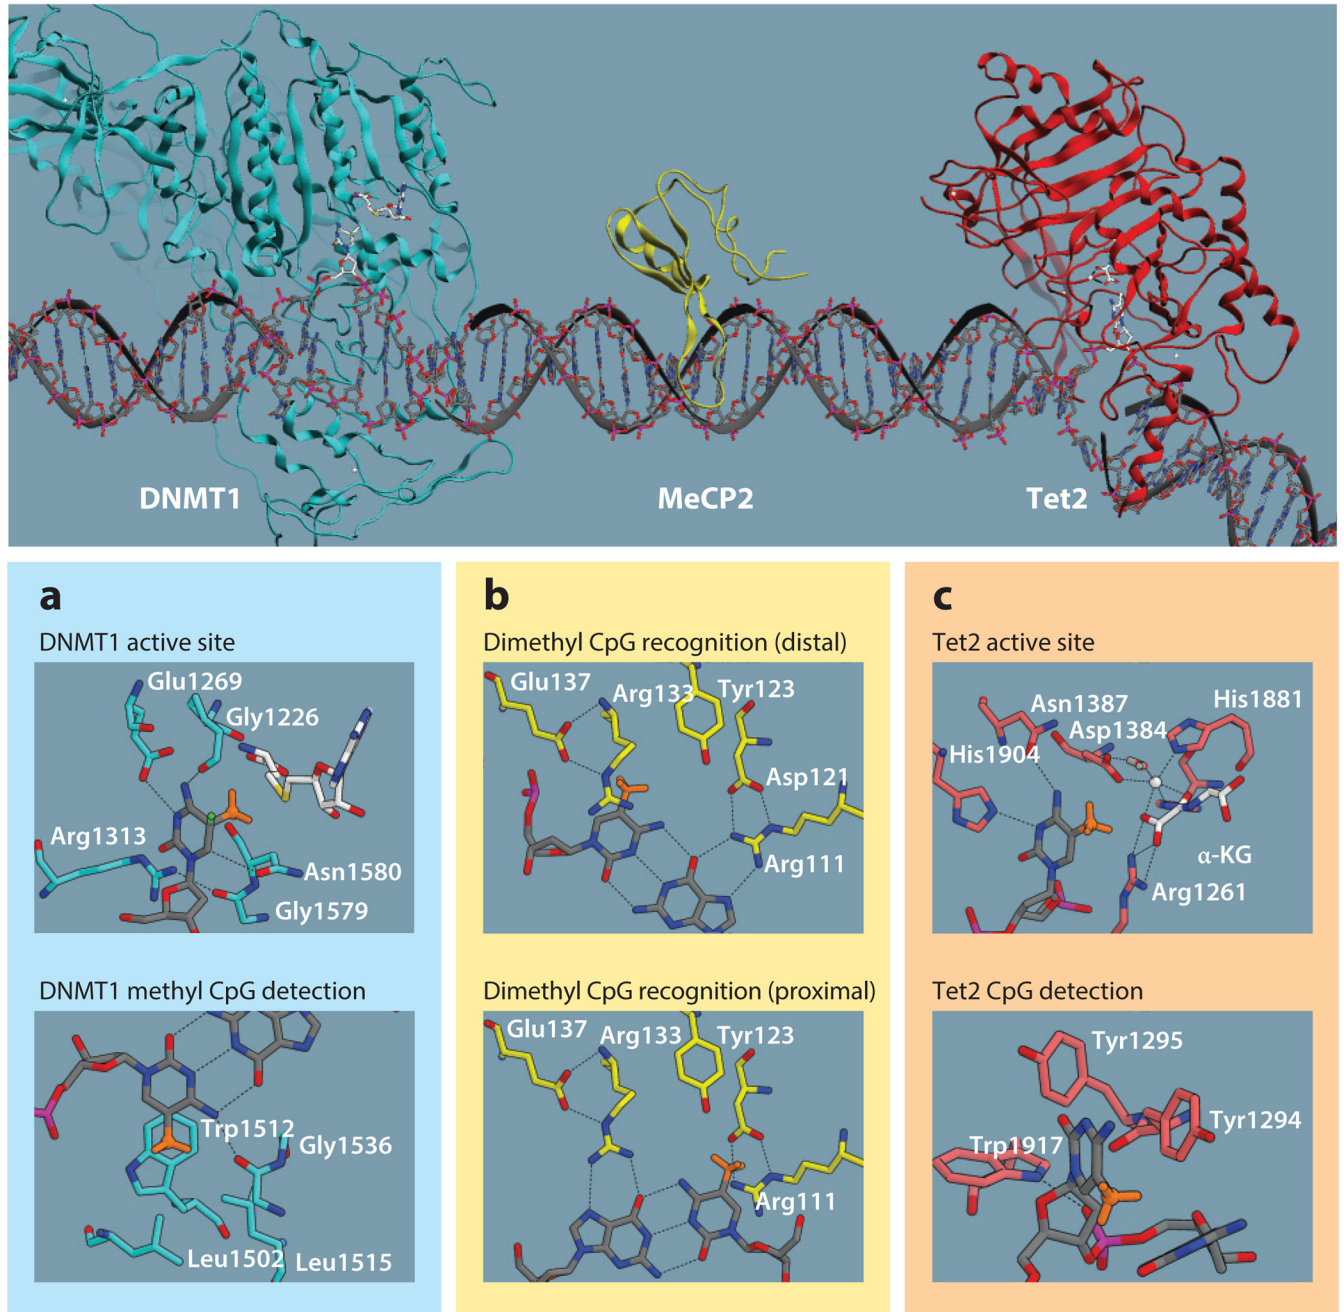 DNMT1
MeCP2
Tet2
a
DNMT1 active site
Glu1269
Gly1226
Arg1313
Asn1580
Gly1579
DNMT1 methyl CpG detection
Trp1512
Gly1536
Leu1502
Leu1515
b
Dimethyl CpG recognition (distal)
Glu137
Arg133
Tyr123
Asp121
Arg111
Dimethyl CpG recognition (proximal)
Glu137
Arg133
Tyr123
Arg111
c
Tet2 active site
Asn1387
His1881
Asp1384
His1904
α-KG
Arg1261
Tet2 CpG detection
Tyr1295
Tyr1294
Trp1917